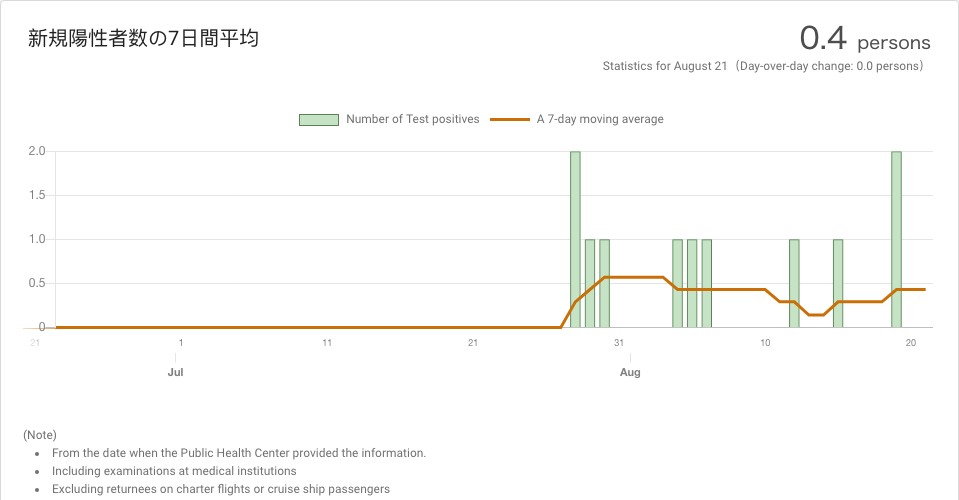 新規陽性者数の7日間平均
0.4 persons
Statistics for August 21（Day-over-day change: 0.0 persons）
Number of Test positives
A 7-day moving average
2.0
1.5
1.0
0.5
0
21 1 11 21 31 10 20
Jul Aug
(Note)
• From the date when the Public Health Center provided the information.
• Including examinations at medical institutions
• Excluding returnees on charter flights or cruise ship passengers